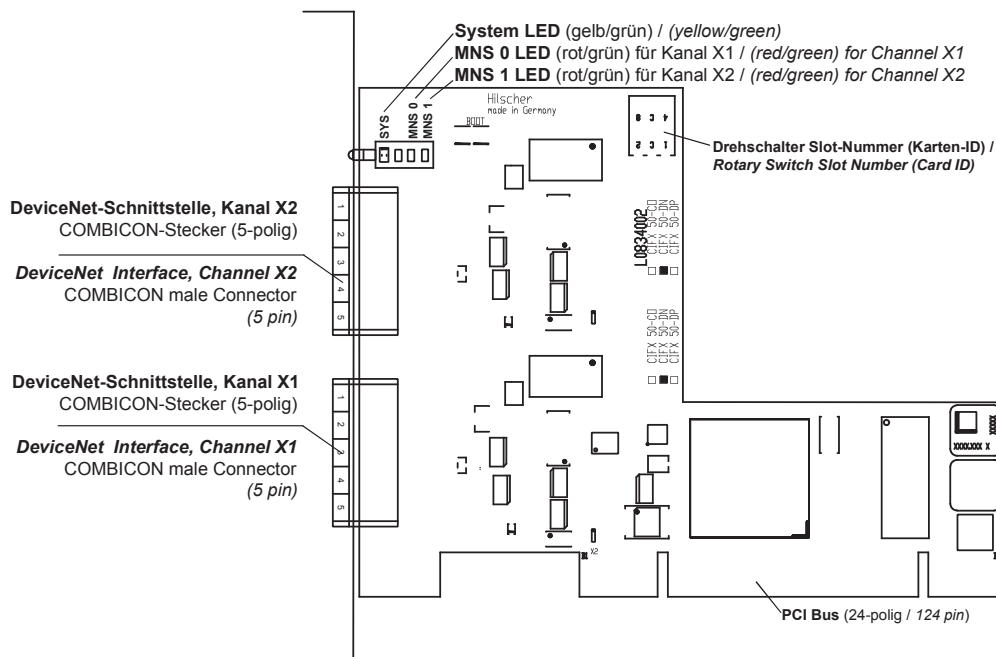 System LED (gelb/grün) / (yellow/green)
MNS 0 LED (rot/grün) für Kanal X1 / (red/green) for Channel X1
MNS 1 LED (rot/grün) für Kanal X2 / (red/green) for Channel X2
SYS
MNS 0
MNS 1
Hilscher
made in Germany
BOOT
Drehschalter Slot-Nummer (Karten-ID) /
Rotary Switch Slot Number (Card ID)
DeviceNet-Schnittstelle, Kanal X2
COMBICON-Stecker (5-polig)
DeviceNet Interface, Channel X2
COMBICON male Connector
(5 pin)
1
2
3
4
5
L0834002
CIFX 50-CO
CIFX 50-DN
CIFX 50-DP
CIFX 50-CO
CIFX 50-DN
CIFX 50-DP
DeviceNet-Schnittstelle, Kanal X1
COMBICON-Stecker (5-polig)
DeviceNet Interface, Channel X1
COMBICON male Connector
(5 pin)
1
2
3
4
5
XXXXX
XXXX.XXX X
X2
PCI Bus (24-polig / 124 pin)